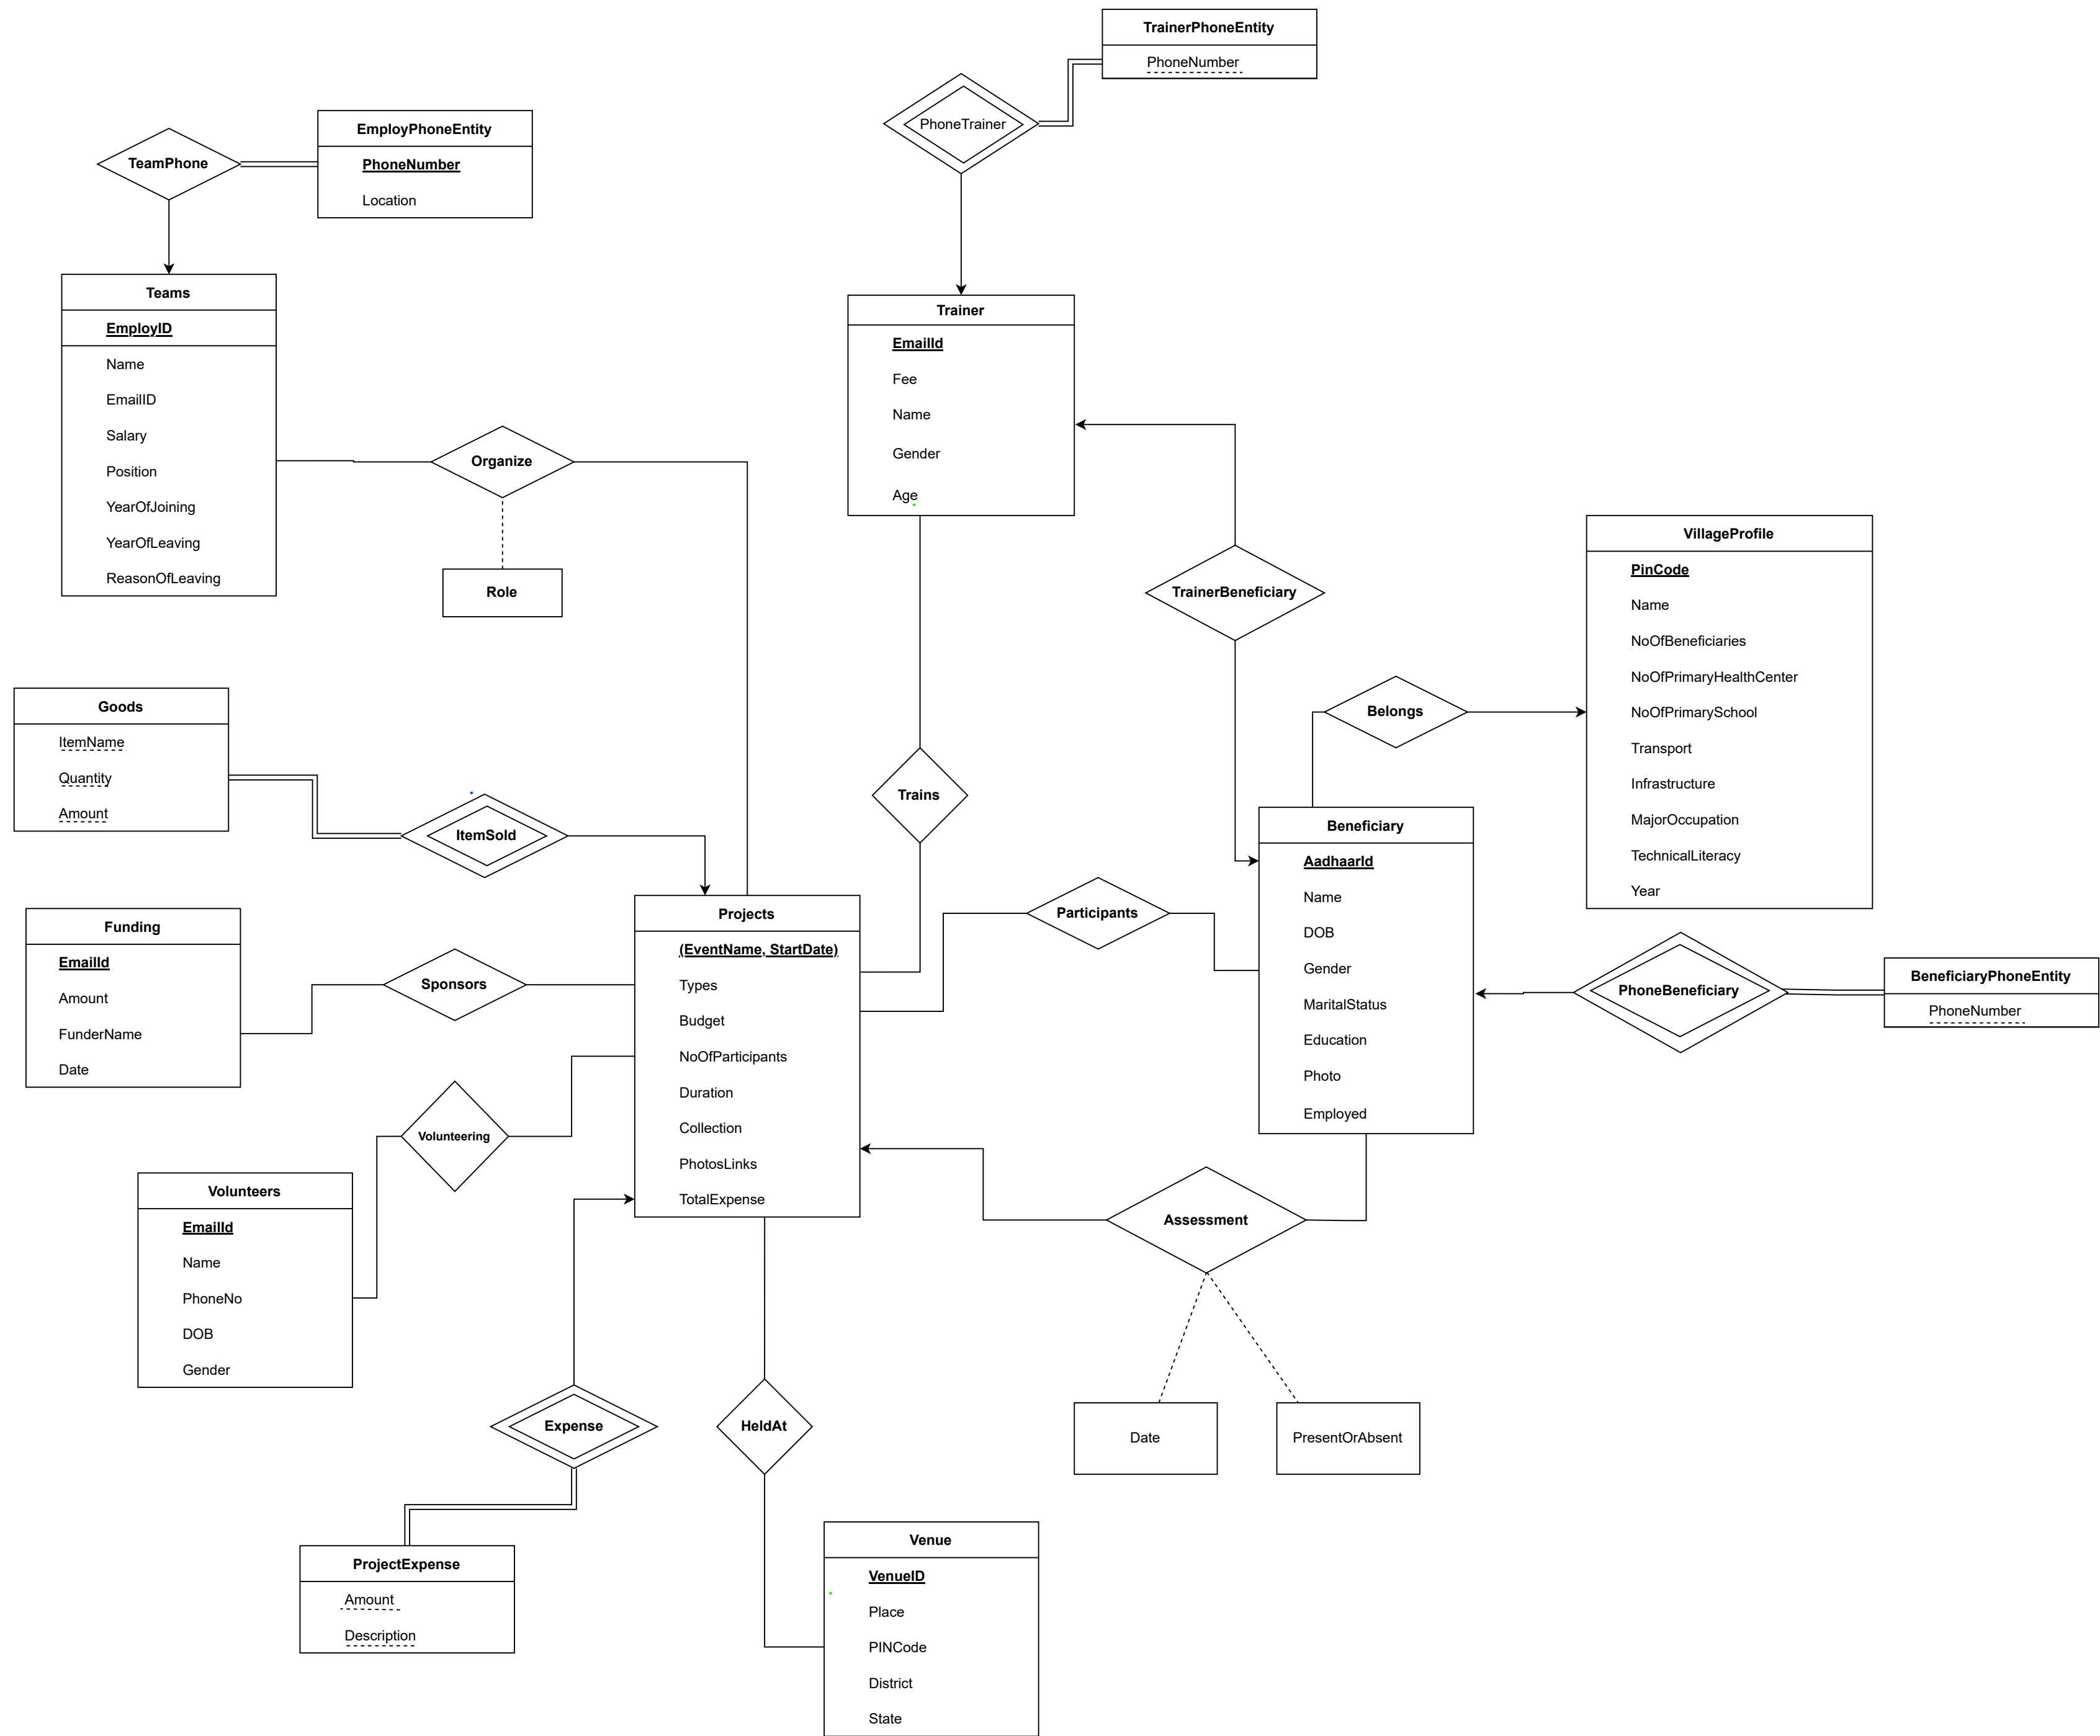 TrainerPhoneEntity
PhoneNumber
PhoneTrainer
EmployPhoneEntity
PhoneNumber
Location
TeamPhone
Teams
EmployID
Name
EmailID
Salary
Position
YearOfJoining
YearOfLeaving
ReasonOfLeaving
Organize
Role
Trainer
EmailId
Fee
Name
Gender
Age
TrainerBeneficiary
VillageProfile
PinCode
Name
NoOfBeneficiaries
NoOfPrimaryHealthCenter
NoOfPrimarySchool
Transport
Infrastructure
MajorOccupation
TechnicalLiteracy
Year
Belongs
Goods
ItemName
Quantity
Amount
ItemSold
Trains
Funding
EmailId
Amount
FunderName
Date
Sponsors
Projects
(EventName, StartDate)
Types
Budget
NoOfParticipants
Duration
Collection
PhotosLinks
TotalExpense
Participants
Beneficiary
AadhaarId
Name
DOB
Gender
MaritalStatus
Education
Photo
Employed
PhoneBeneficiary
BeneficiaryPhoneEntity
PhoneNumber
Volunteering
Volunteers
EmailId
Name
PhoneNo
DOB
Gender
Assessment
Date
PresentOrAbsent
Expense
HeldAt
ProjectExpense
Amount
Description
Venue
VenueID
Place
PINCode
District
State